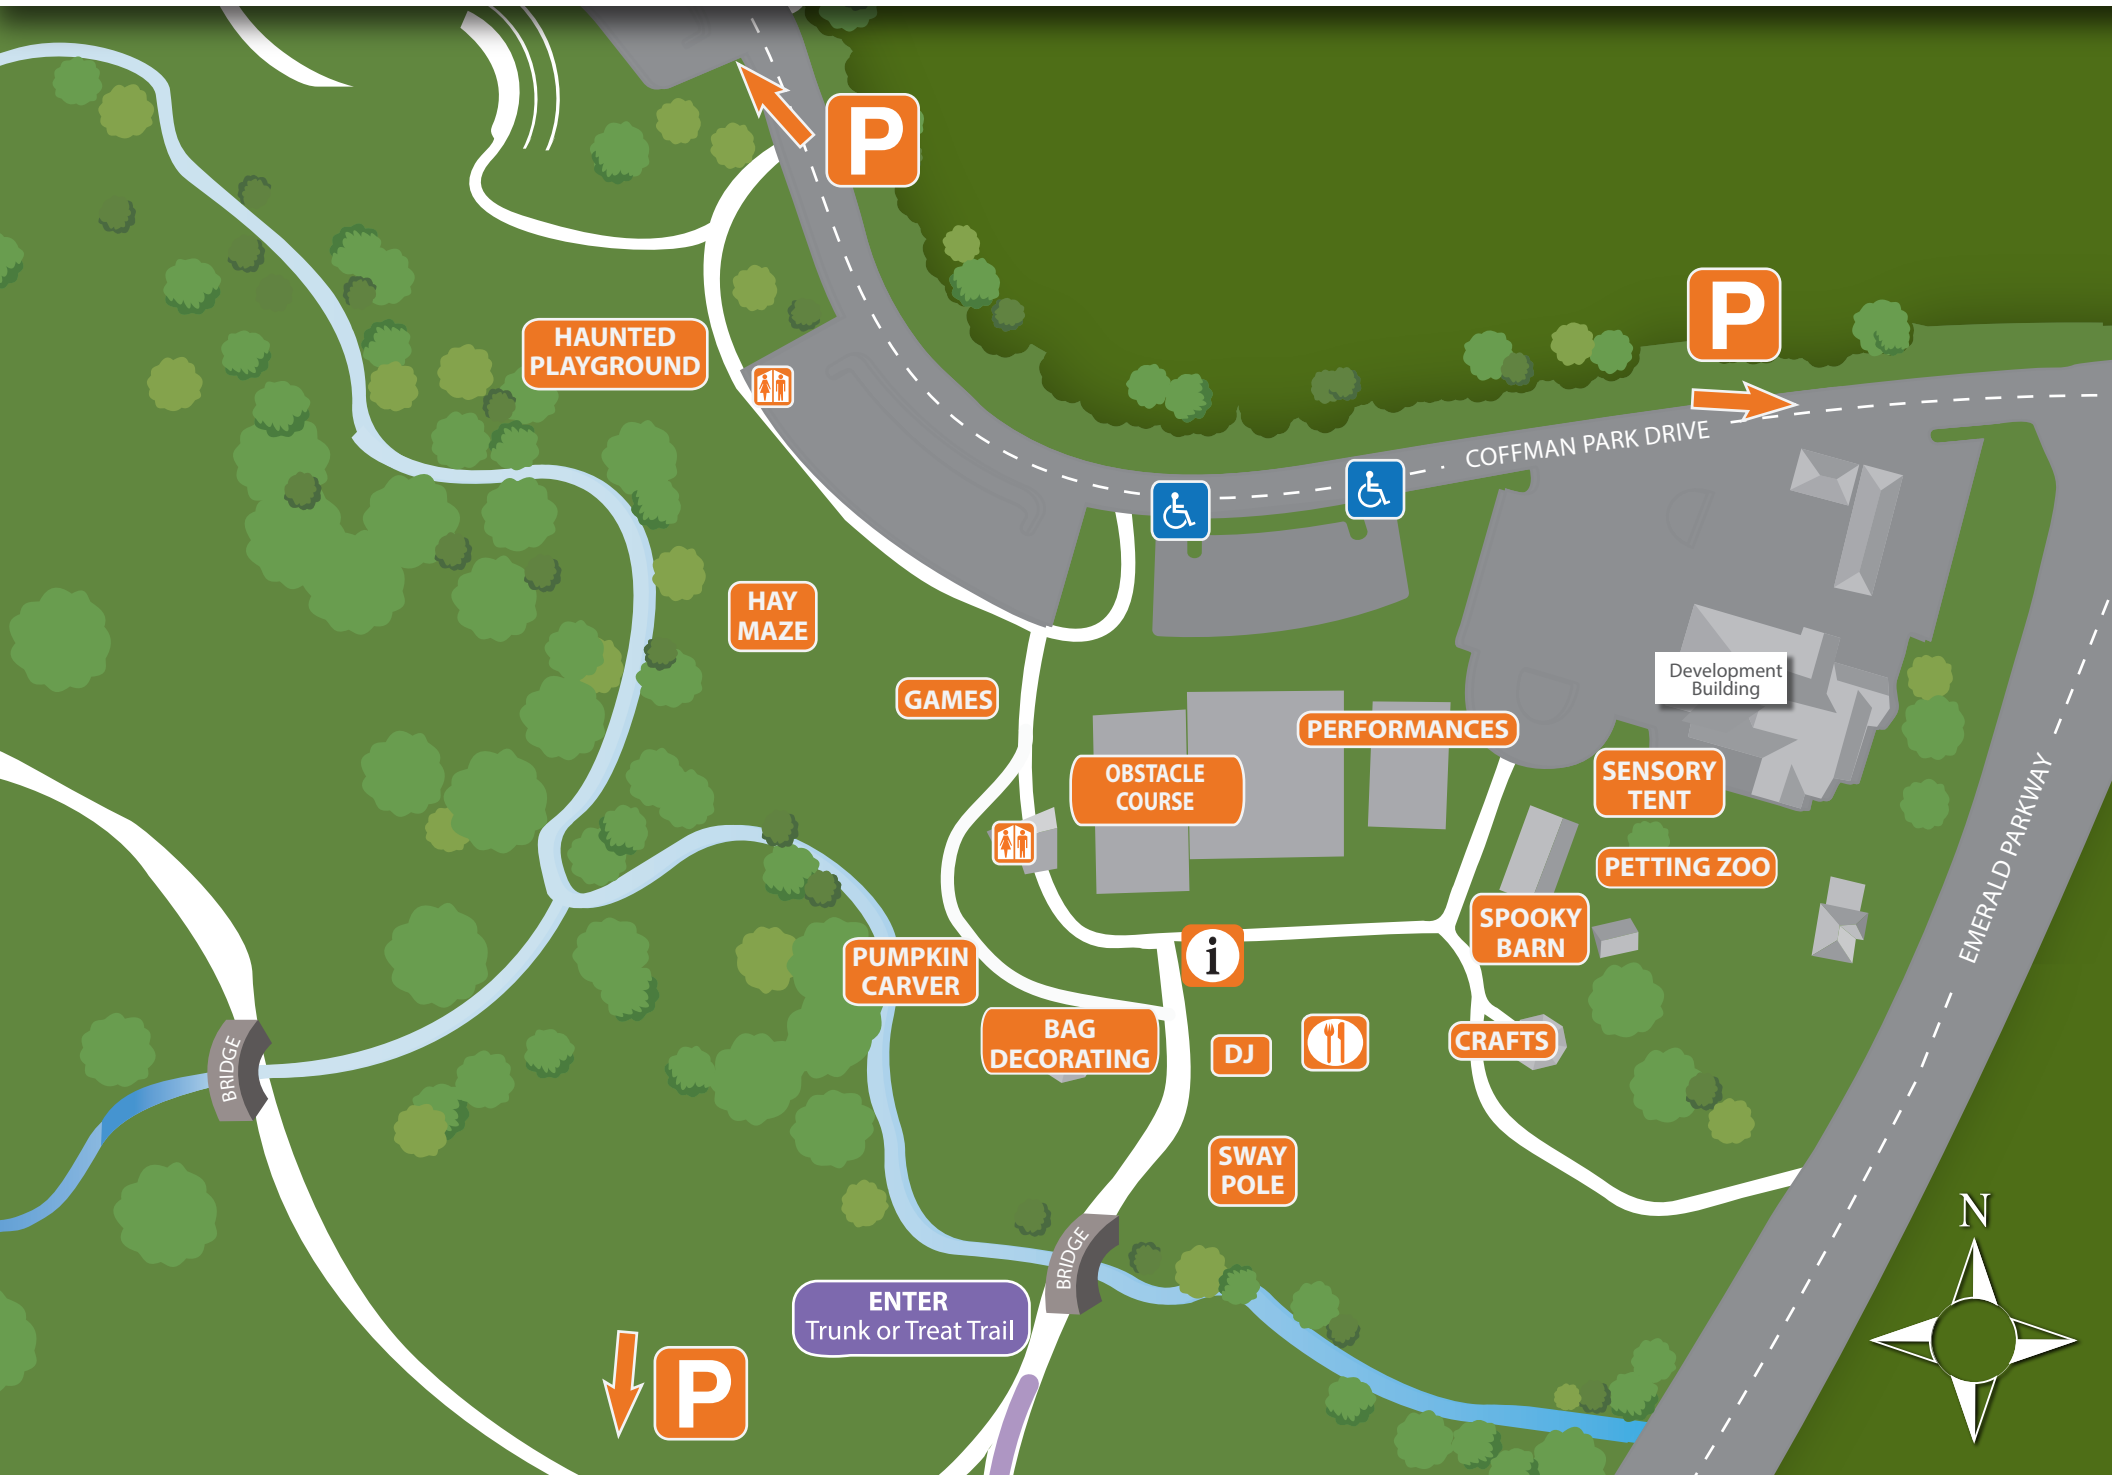 P
P
HAUNTED
PLAYGROUND
COFFMAN PARK DRIVE
HAY
MAZE
Development
Building
GAMES
PERFORMANCES
OBSTACLE
COURSE
SENSORY
TENT
EMERALD PARKWAY
PETTING ZOO
SPOOKY
BARN
PUMPKIN
CARVER
i
BAG
DECORATING
DJ
CRAFTS
BRIDGE
SWAY
POLE
N
BRIDGE
ENTER
Trunk or Treat Trail
P